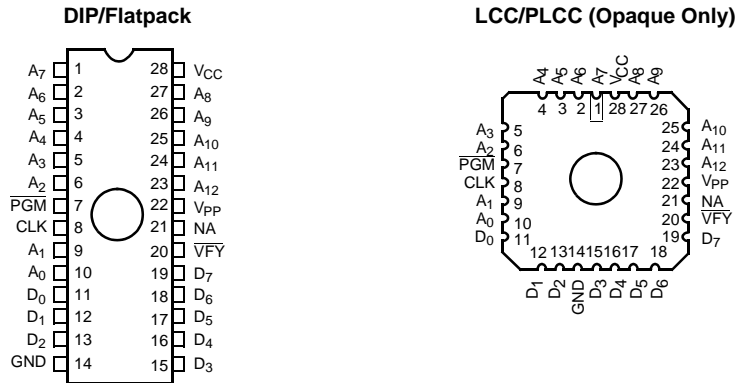 DIP/Flatpack
A7 1 28 VCC
A6 2 27 A8
A5 3 26 A9
A4 4 25 A10
A3 5 24 A11
A2 6 23 A12
P̅G̅M̅ 7 22 VPP
CLK 8 21 NA
A1 9 20 V̅F̅Y̅
A0 10 19 D7
D0 11 18 D6
D1 12 17 D5
D2 13 16 D4
GND 14 15 D3
LCC/PLCC (Opaque Only)
A4 A5 A6 A7 VCC A8 A9
4 3 2 1 28 27 26
A3 5 25 A10
A2 6 24 A11
P̅G̅M̅ 7 23 A12
CLK 8 22 VPP
A1 9 21 NA
A0 10 20 V̅F̅Y̅
D0 11 19 D7
12 13 14 15 16 17 18
D1 D2 GND D3 D4 D5 D6